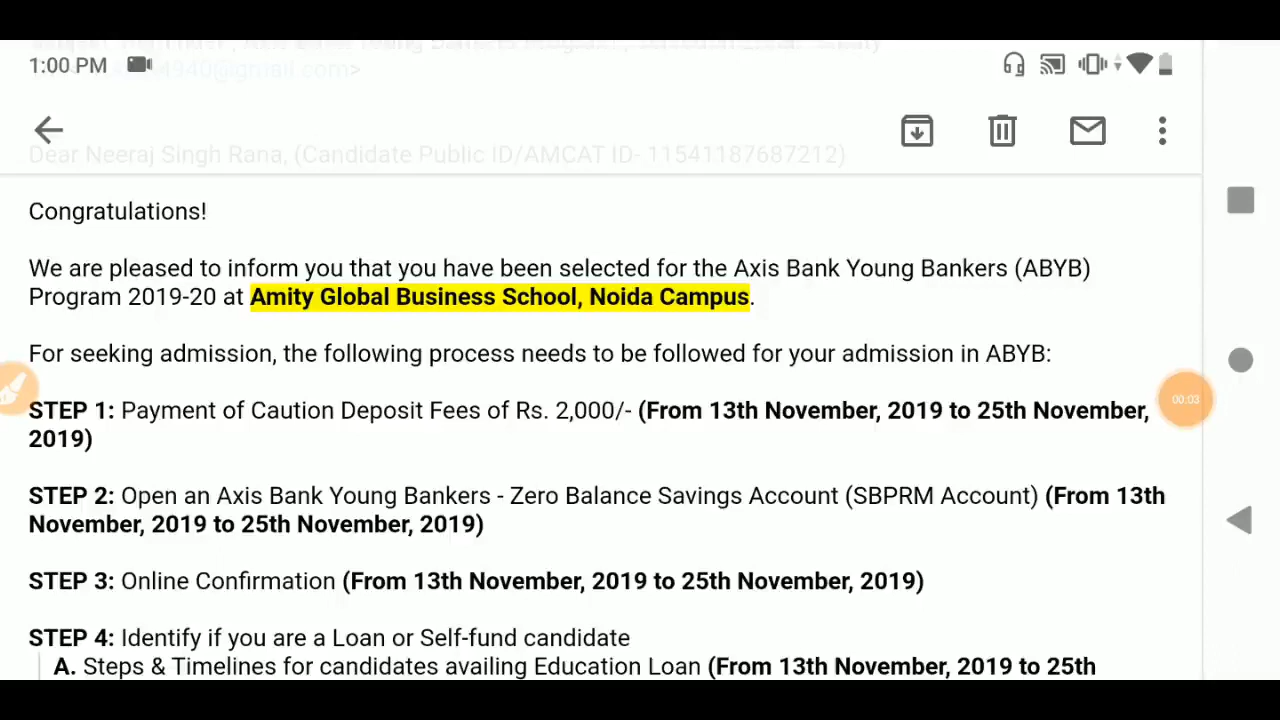 1:00 PM
4940@gmail.com>
Dear Neeraj Singh Rana, (Candidate Public ID/AMCAT ID- 11541187687212)
Congratulations!
We are pleased to inform you that you have been selected for the Axis Bank Young Bankers (ABYB)
Program 2019-20 at Amity Global Business School, Noida Campus.
For seeking admission, the following process needs to be followed for your admission in ABYB:
STEP 1: Payment of Caution Deposit Fees of Rs. 2,000/- (From 13th November, 2019 to 25th November,
2019)
00:03
STEP 2: Open an Axis Bank Young Bankers - Zero Balance Savings Account (SBPRM Account) (From 13th
November, 2019 to 25th November, 2019)
STEP 3: Online Confirmation (From 13th November, 2019 to 25th November, 2019)
STEP 4: Identify if you are a Loan or Self-fund candidate
A. Steps & Timelines for candidates availing Education Loan (From 13th November, 2019 to 25th